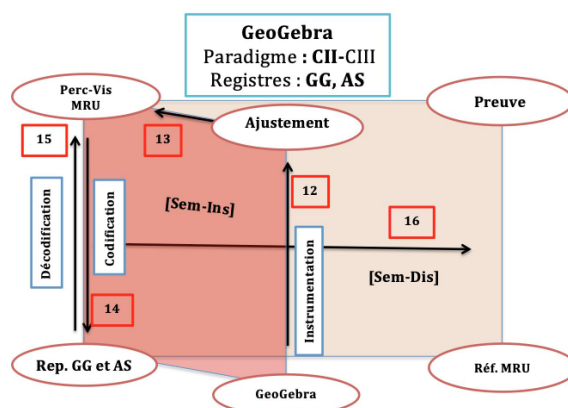 GeoGebra
Paradigme : CII-CIII
Registres : GG, AS
Perc-Vis
MRU
Ajustement
Preuve
15
13
12
16
[Sem-Ins]
[Sem-Dis]
Décodification
Codification
Instrumentation
14
Rep. GG et AS
GeoGebra
Réf. MRU